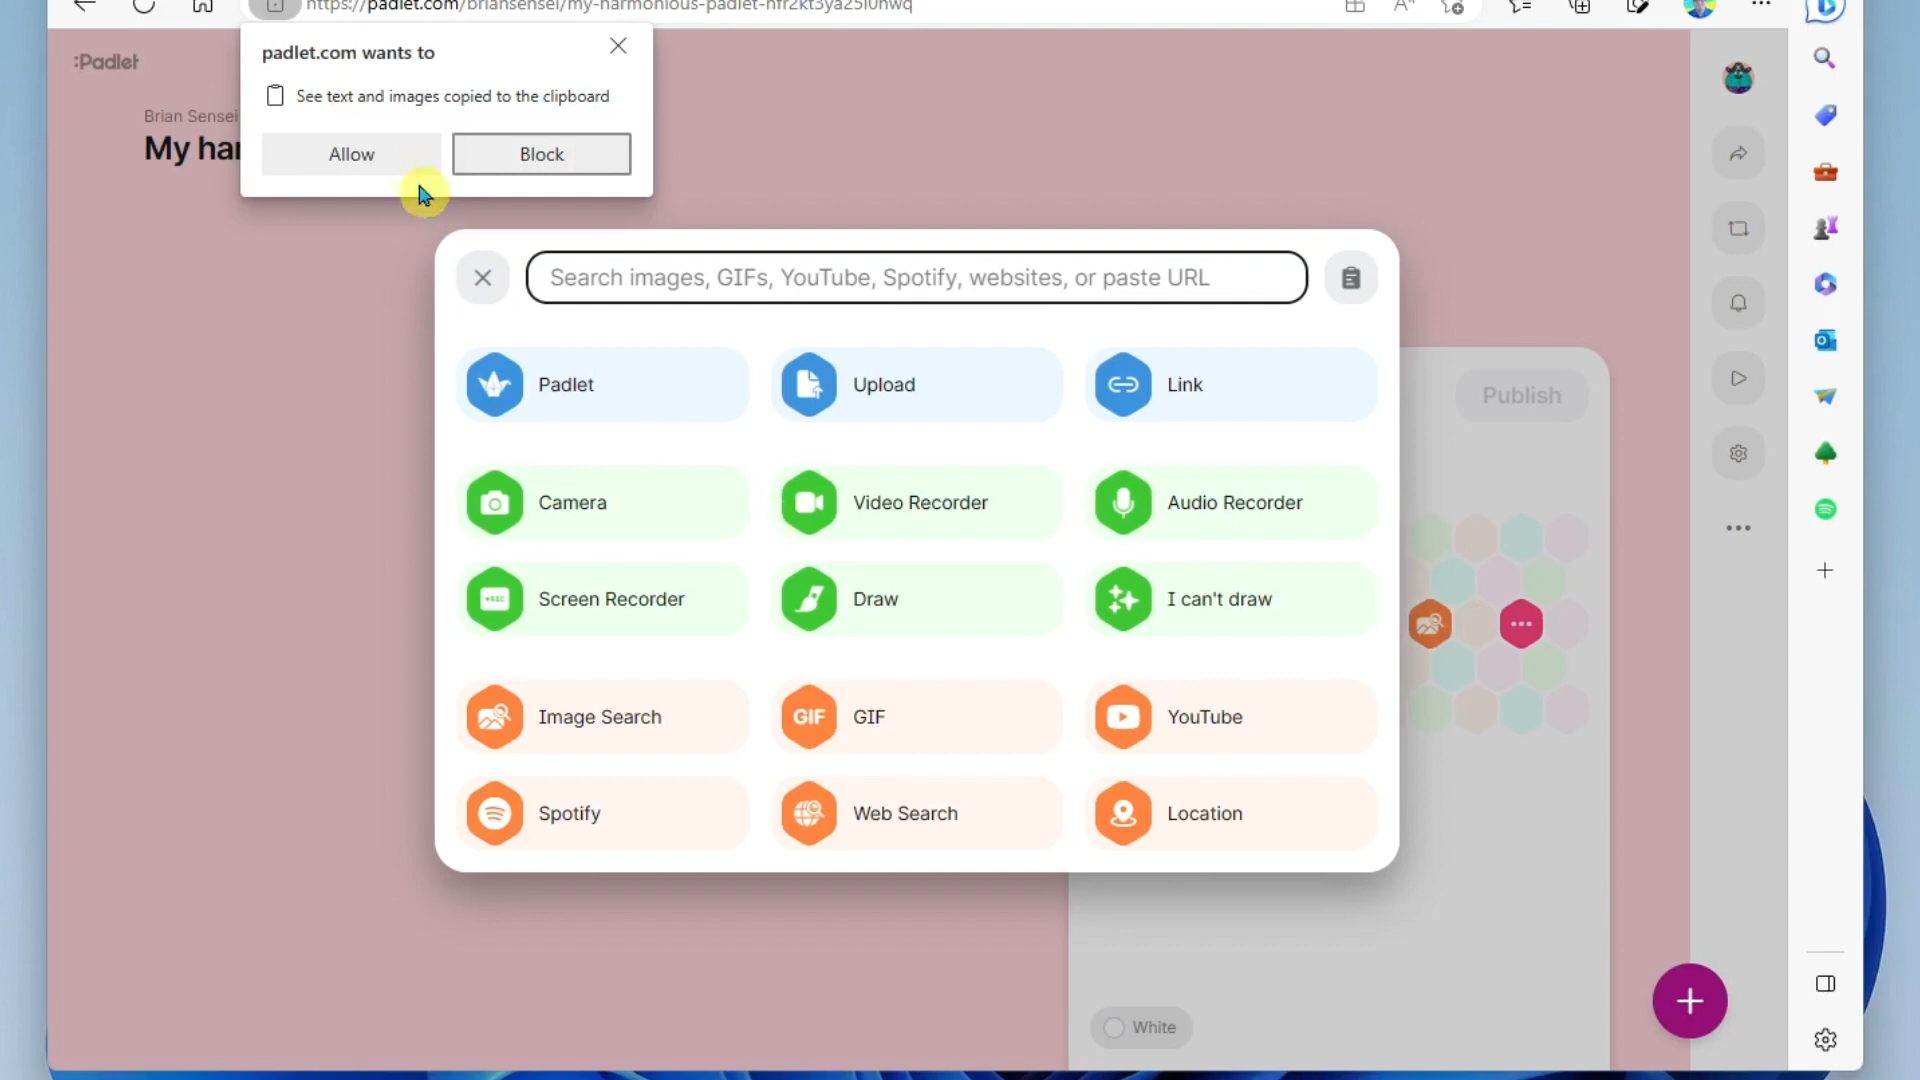 https://padlet.com/briansensei/my-harmonious-padlet-nfr2kt3ya25l0hwq
:Padlet
padlet.com wants to
See text and images copied to the clipboard
Allow
Block
Brian Sensei
My har
Search images, GIFs, YouTube, Spotify, websites, or paste URL
Padlet
Upload
Link
Publish
Camera
Video Recorder
Audio Recorder
REC
Screen Recorder
Draw
I can't draw
Image Search
GIF
GIF
YouTube
Spotify
Web Search
Location
White